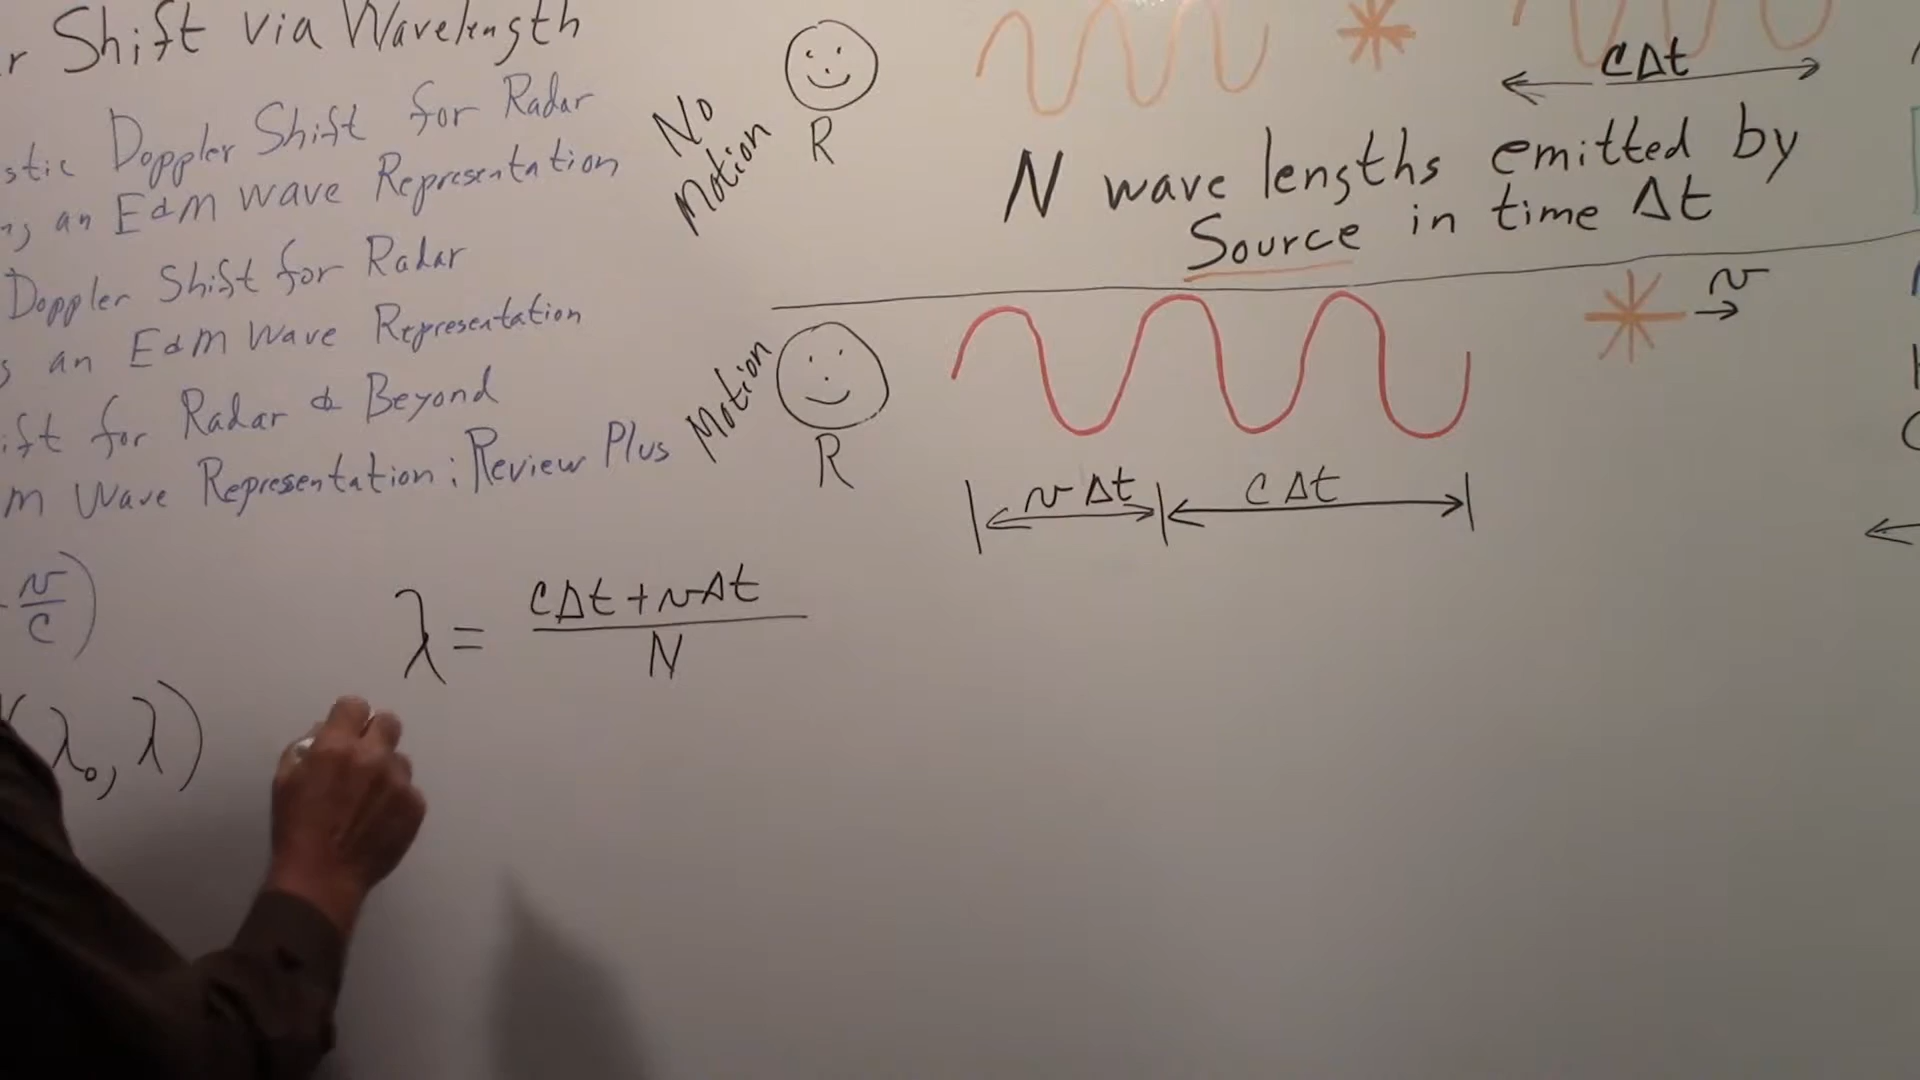 Shift via Wavelength
Doppler Shift for Radar
an E&M wave Representation
Doppler Shift for Radar
an E&M Wave Representation
for Radar & Beyond
m Wave Representation: Review Plus
v
c
)
(λ₀, λ)
No
Motion
R
CΔt
N wave lengths emitted by
Source in time Δt
Motion
R
v
vΔt
CΔt
λ = CΔt + vΔt
N